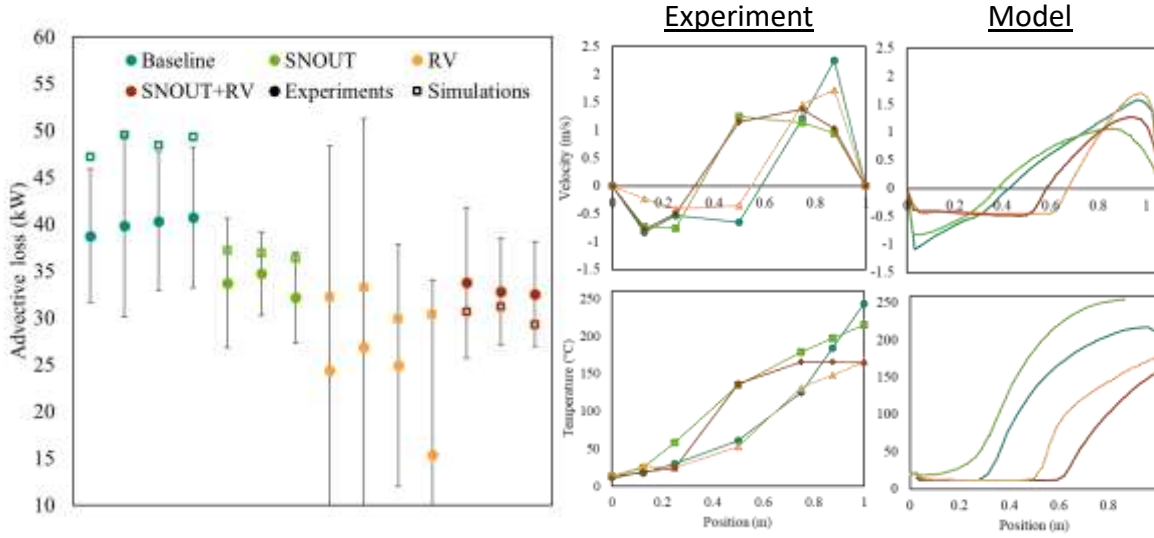 Experiment
Model
60
55
50
45
40
35
30
25
20
15
10
Advective loss (kW)
Baseline
SNOUT
RV
SNOUT+RV
Experiments
Simulations
2.5
2
1.5
1
0.5
0
-0.5
-1
-1.5
Velocity (m/s)
0 0.2 0.4 0.6 0.8 1
2.5
2
1.5
1
0.5
0
-0.5
-1
-1.5
0 0.2 0.4 0.6 0.8 1
250
200
150
100
50
0
Temperature (°C)
0 0.2 0.4 0.6 0.8 1
Position (m)
250
200
150
100
50
0
0 0.2 0.4 0.6 0.8 1
Position (m)